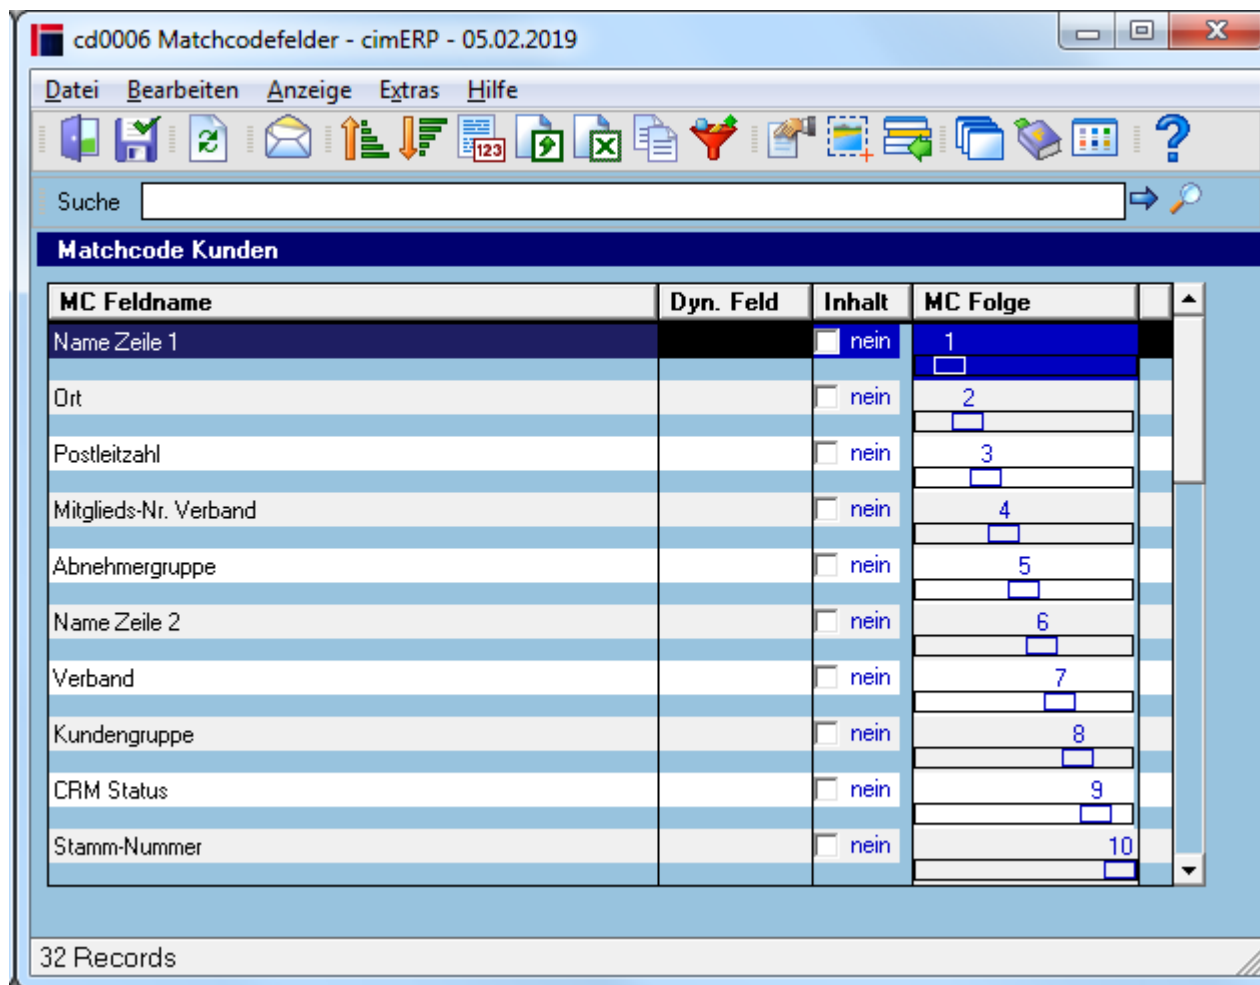 cd0006 Matchcodefelder - cimERP - 05.02.2019
Datei Bearbeiten Anzeige Extras Hilfe
123
Suche
Matchcode Kunden
MC Feldname Dyn. Feld Inhalt MC Folge
Name Zeile 1 nein 1
Ort nein 2
Postleitzahl nein 3
Mitglieds-Nr. Verband nein 4
Abnehmergruppe nein 5
Name Zeile 2 nein 6
Verband nein 7
Kundengruppe nein 8
CRM Status nein 9
Stamm-Nummer nein 10
32 Records